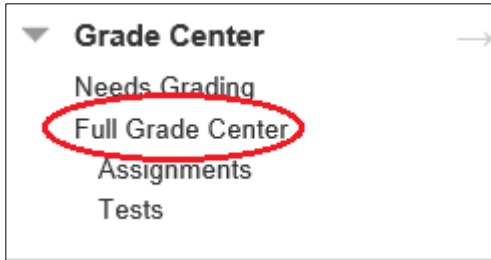 Grade Center
Needs Grading
Full Grade Center
Assignments
Tests